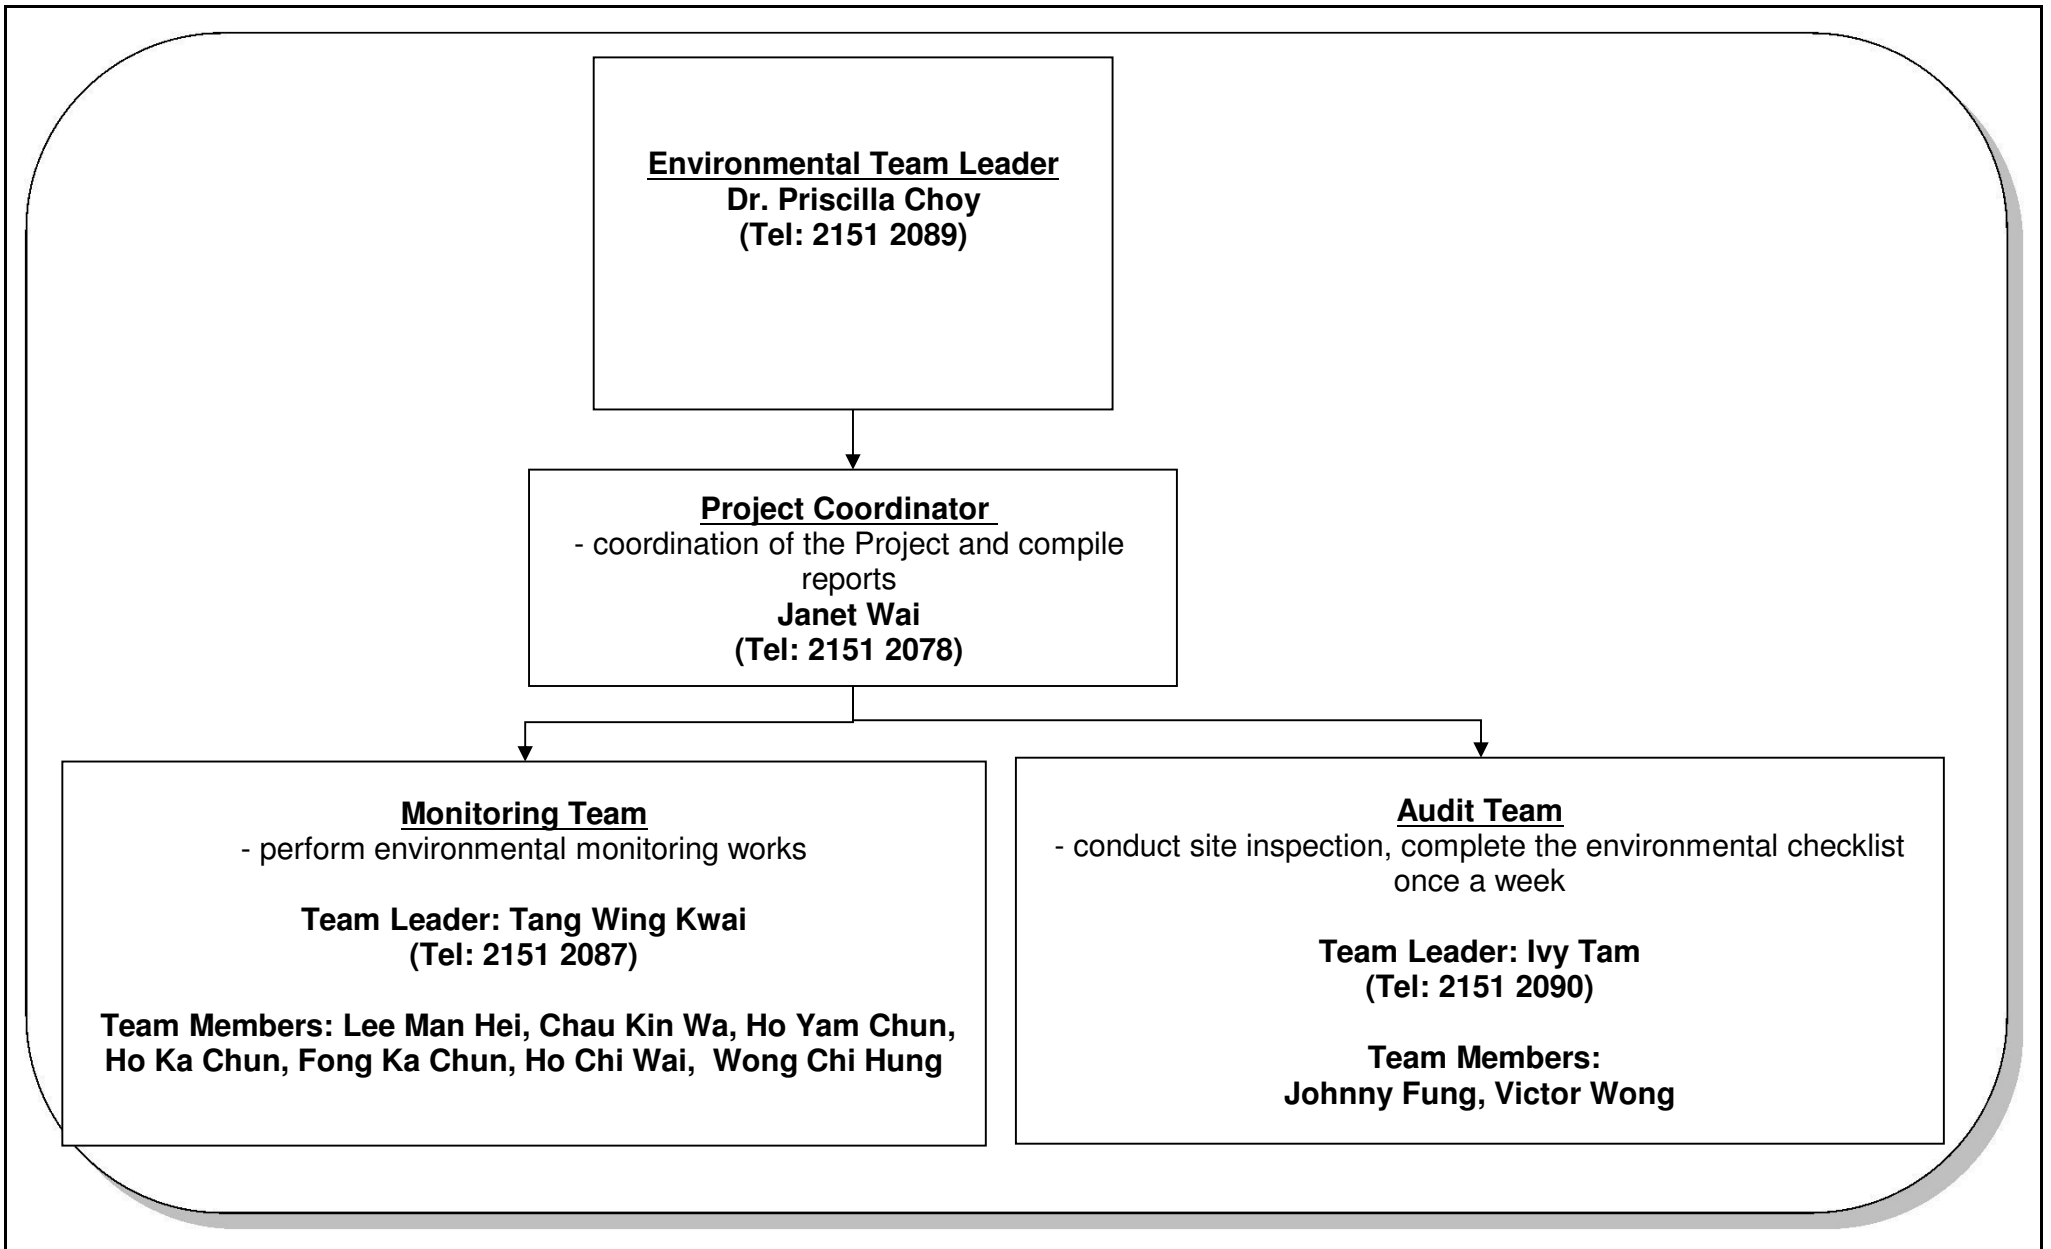 Environmental Team Leader
Dr. Priscilla Choy
(Tel: 2151 2089)
Project Coordinator
- coordination of the Project and compile
reports
Janet Wai
(Tel: 2151 2078)
Monitoring Team
- perform environmental monitoring works
Team Leader: Tang Wing Kwai
(Tel: 2151 2087)
Team Members: Lee Man Hei, Chau Kin Wa, Ho Yam Chun,
Ho Ka Chun, Fong Ka Chun, Ho Chi Wai,  Wong Chi Hung
Audit Team
- conduct site inspection, complete the environmental checklist
once a week
Team Leader: Ivy Tam
(Tel: 2151 2090)
Team Members:
Johnny Fung, Victor Wong